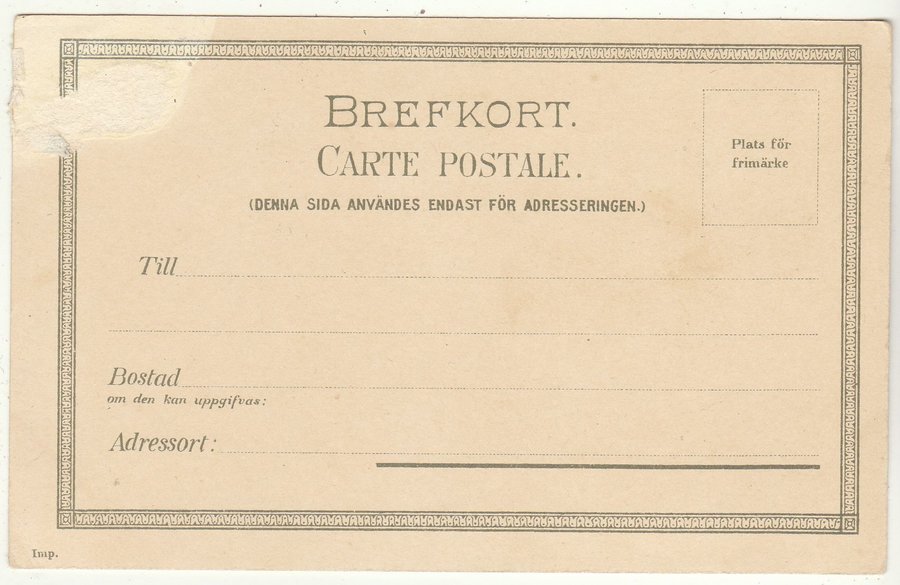 BREFKORT.
CARTE POSTALE.
(DENNA SIDA ANVÄNDES ENDAST FÖR ADRESSERINGEN.)
Plats för
frimärke
Till
Bostad
om den kan uppgifvas:
Adressort:
Imp.